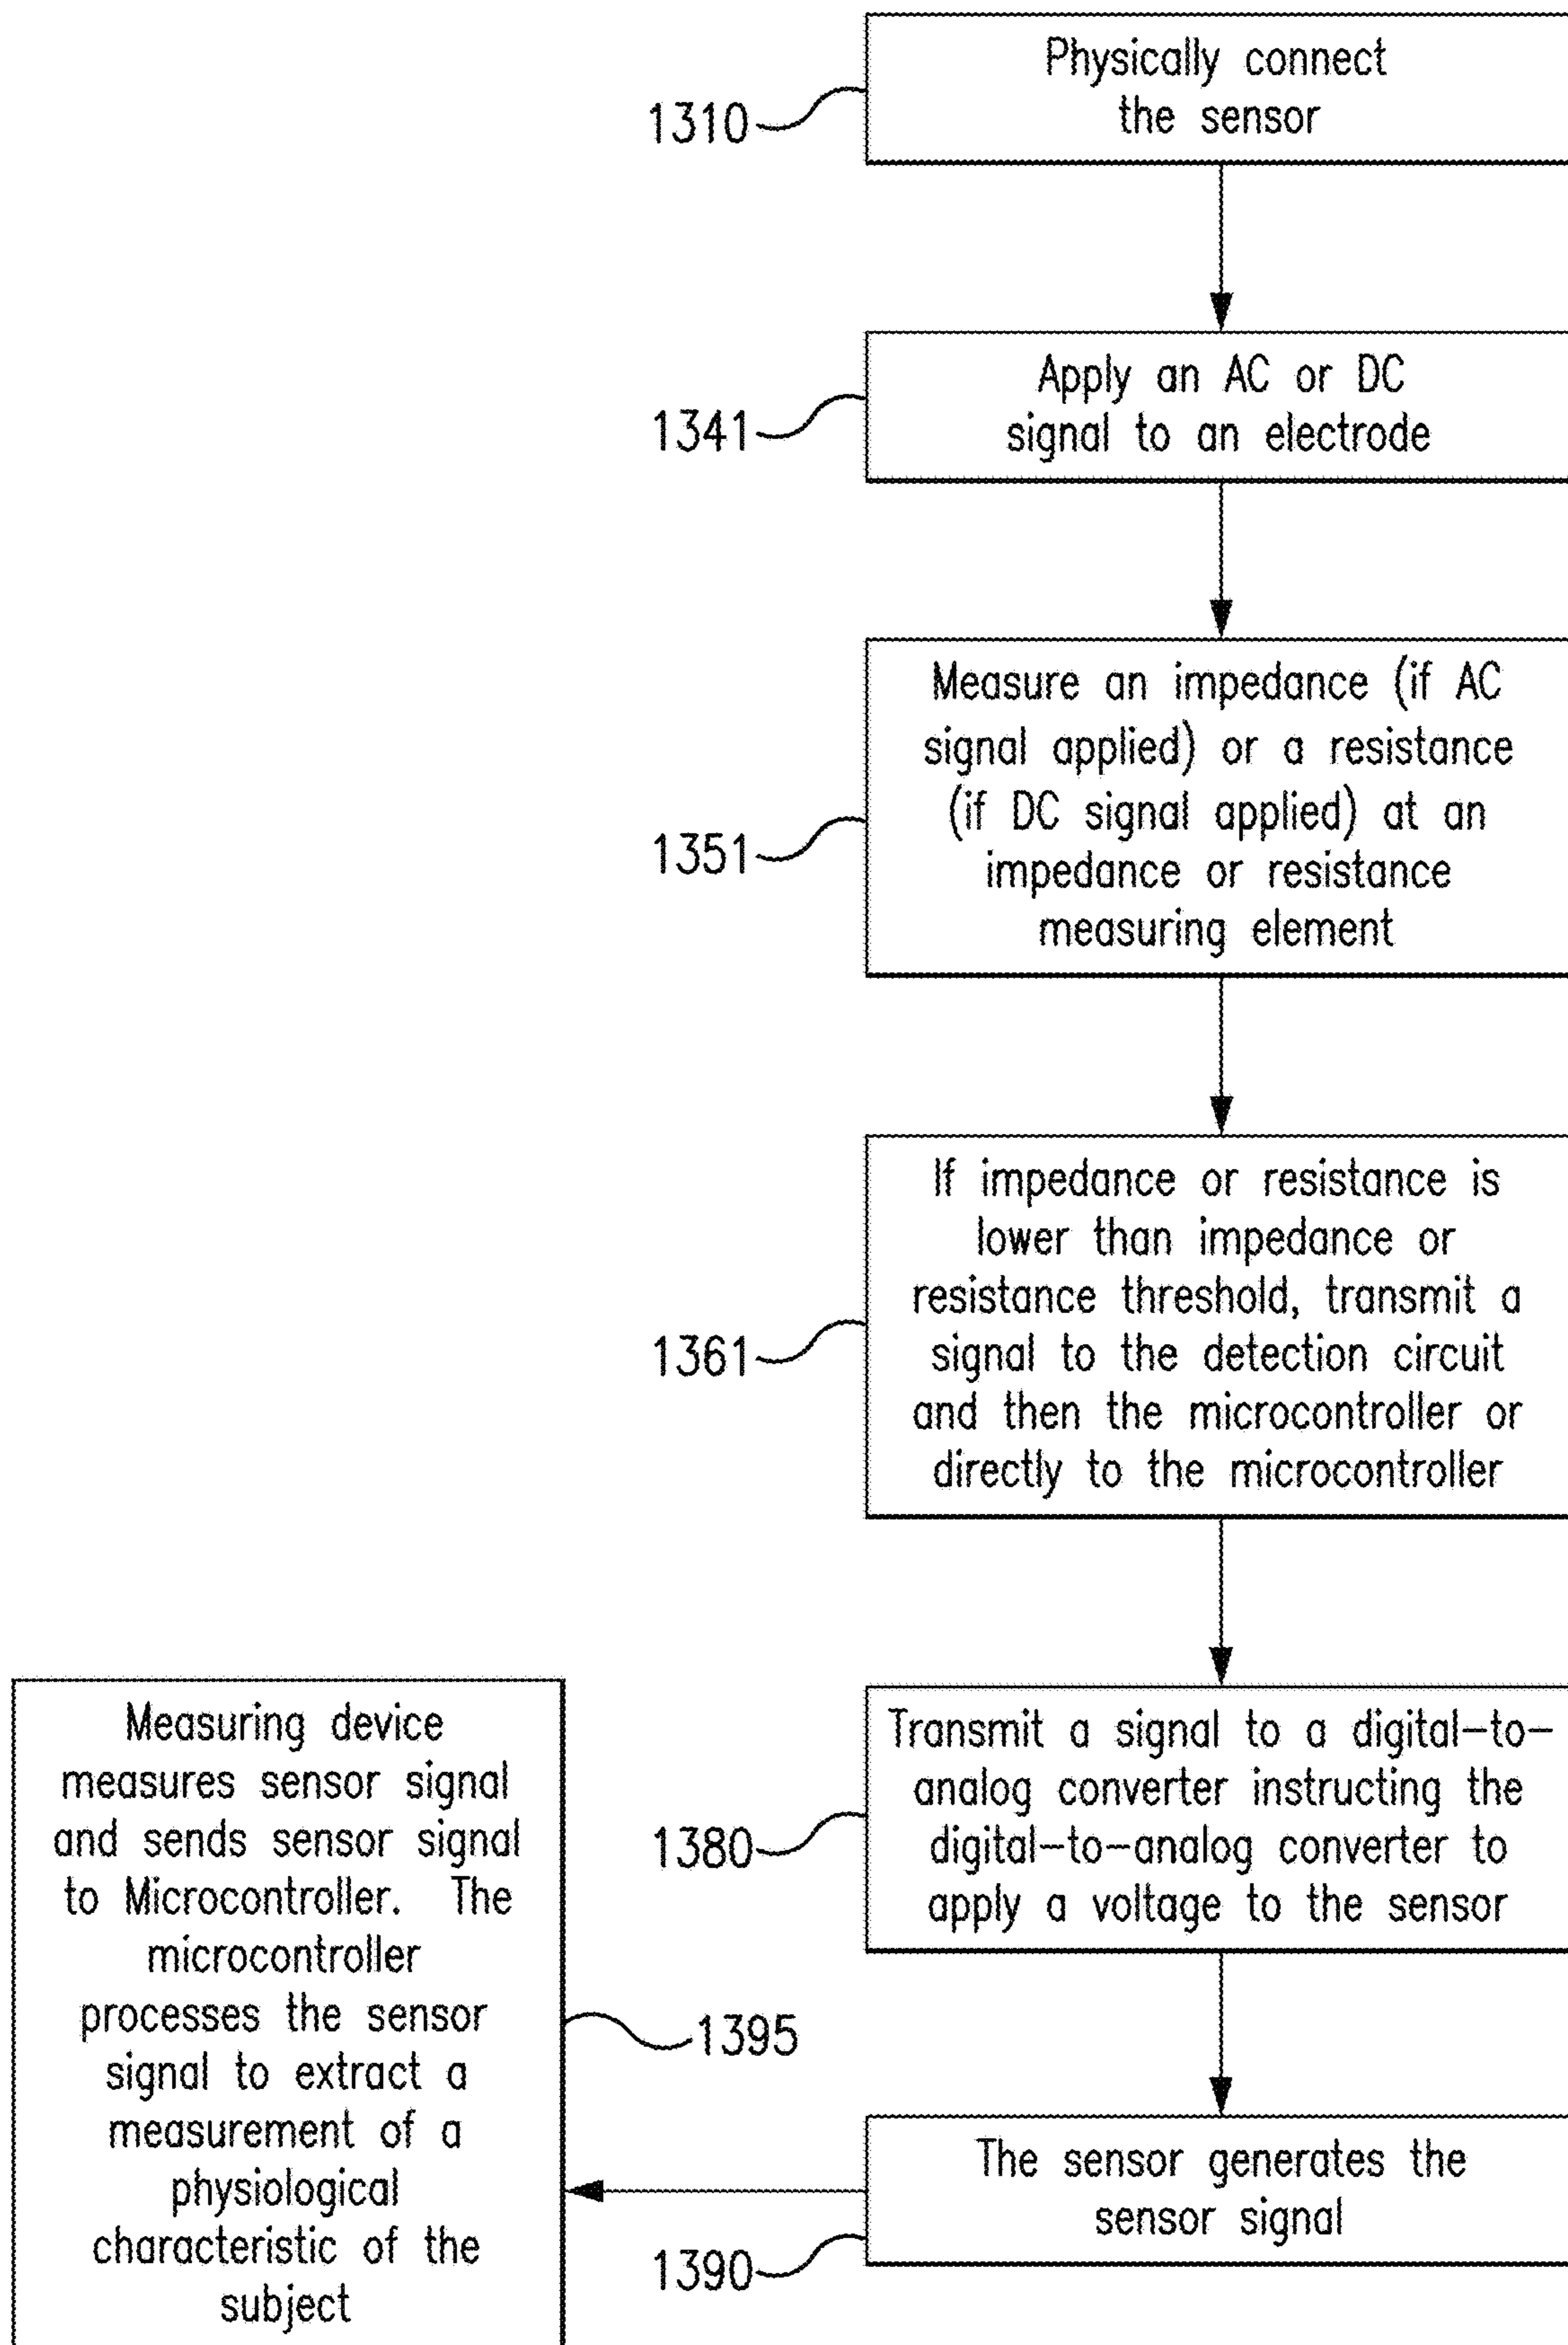 Physically connect
the sensor
1310
Apply an AC or DC
signal to an electrode
1341
Measure an impedance (if AC
signal applied) or a resistance
(if DC signal applied) at an
impedance or resistance
measuring element
1351
If impedance or resistance is
lower than impedance or
resistance threshold, transmit a
signal to the detection circuit
and then the microcontroller or
directly to the microcontroller
1361
Transmit a signal to a digital-to-
analog converter instructing the
digital-to-analog converter to
apply a voltage to the sensor
1380
The sensor generates the
sensor signal
1390
Measuring device
measures sensor signal
and sends sensor signal
to Microcontroller. The
microcontroller
processes the sensor
signal to extract a
measurement of a
physiological
characteristic of the
subject
1395